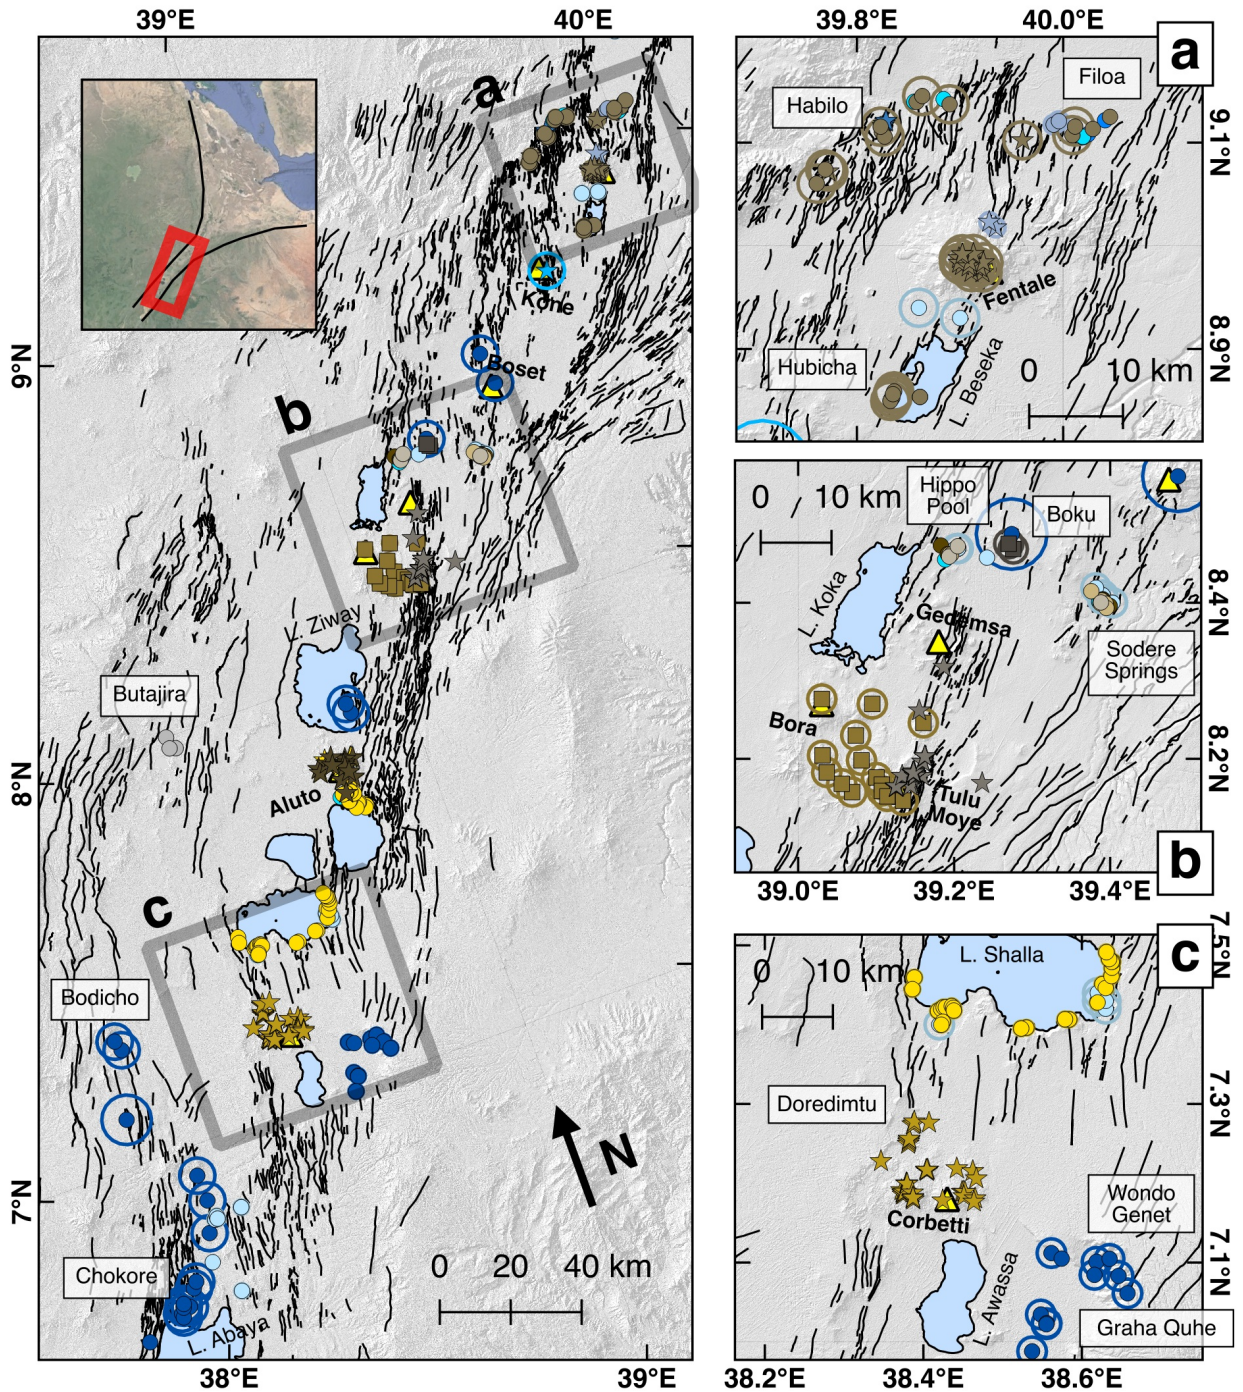 39°E
40°E
a
Kone
Boset
9°N
b
L. Ziway
Butajira
8°N
Aluto
c
Bodicho
N
7°N
0
20
40 km
Chokore
L. Abaya
38°E
39°E
39.8°E
40.0°E
a
Filoa
Habilo
9.1°N
Fentale
8.9°N
Hubicha
L. Beseka
0
10 km
Hippo
Pool
0
10 km
Boku
L. Koka
8.4°N
Gedemsa
Sodere
Springs
Bora
8.2°N
Tulu
Moye
b
39.0°E
39.2°E
39.4°E
7.5°N
c
L. Shalla
0
10 km
7.3°N
Doredimtu
Wondo
Genet
Corbetti
7.1°N
L. Awassa
Graha Quhe
38.2°E
38.4°E
38.6°E